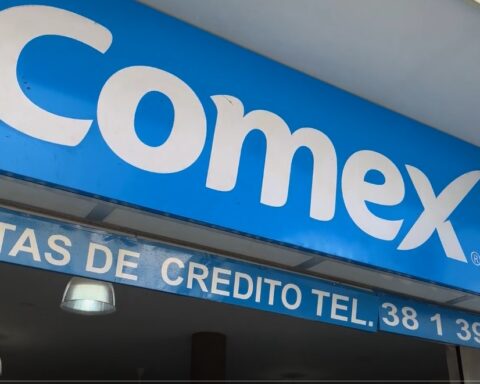 Comex®
TAS DE CREDITO TEL. 38 1 39